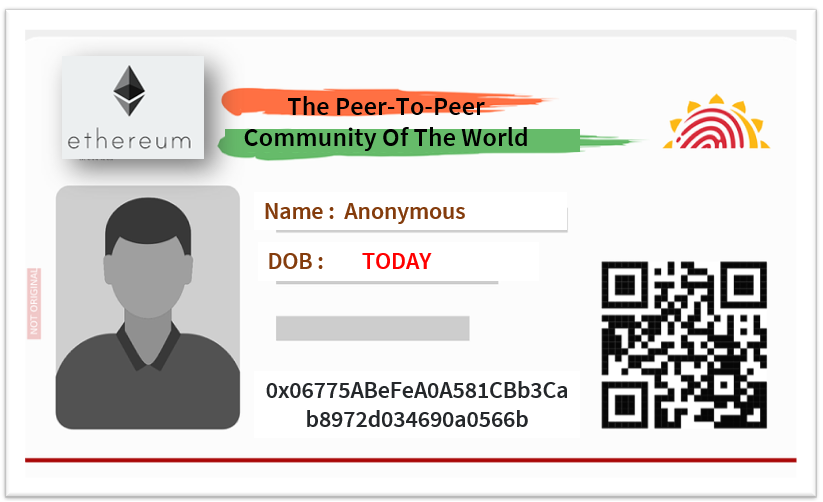 ethereum
The Peer-To-Peer
Community Of The World
Name : Anonymous
DOB : TODAY
NOT ORIGINAL
0x06775ABeFeA0A581CBb3Ca
b8972d034690a0566b